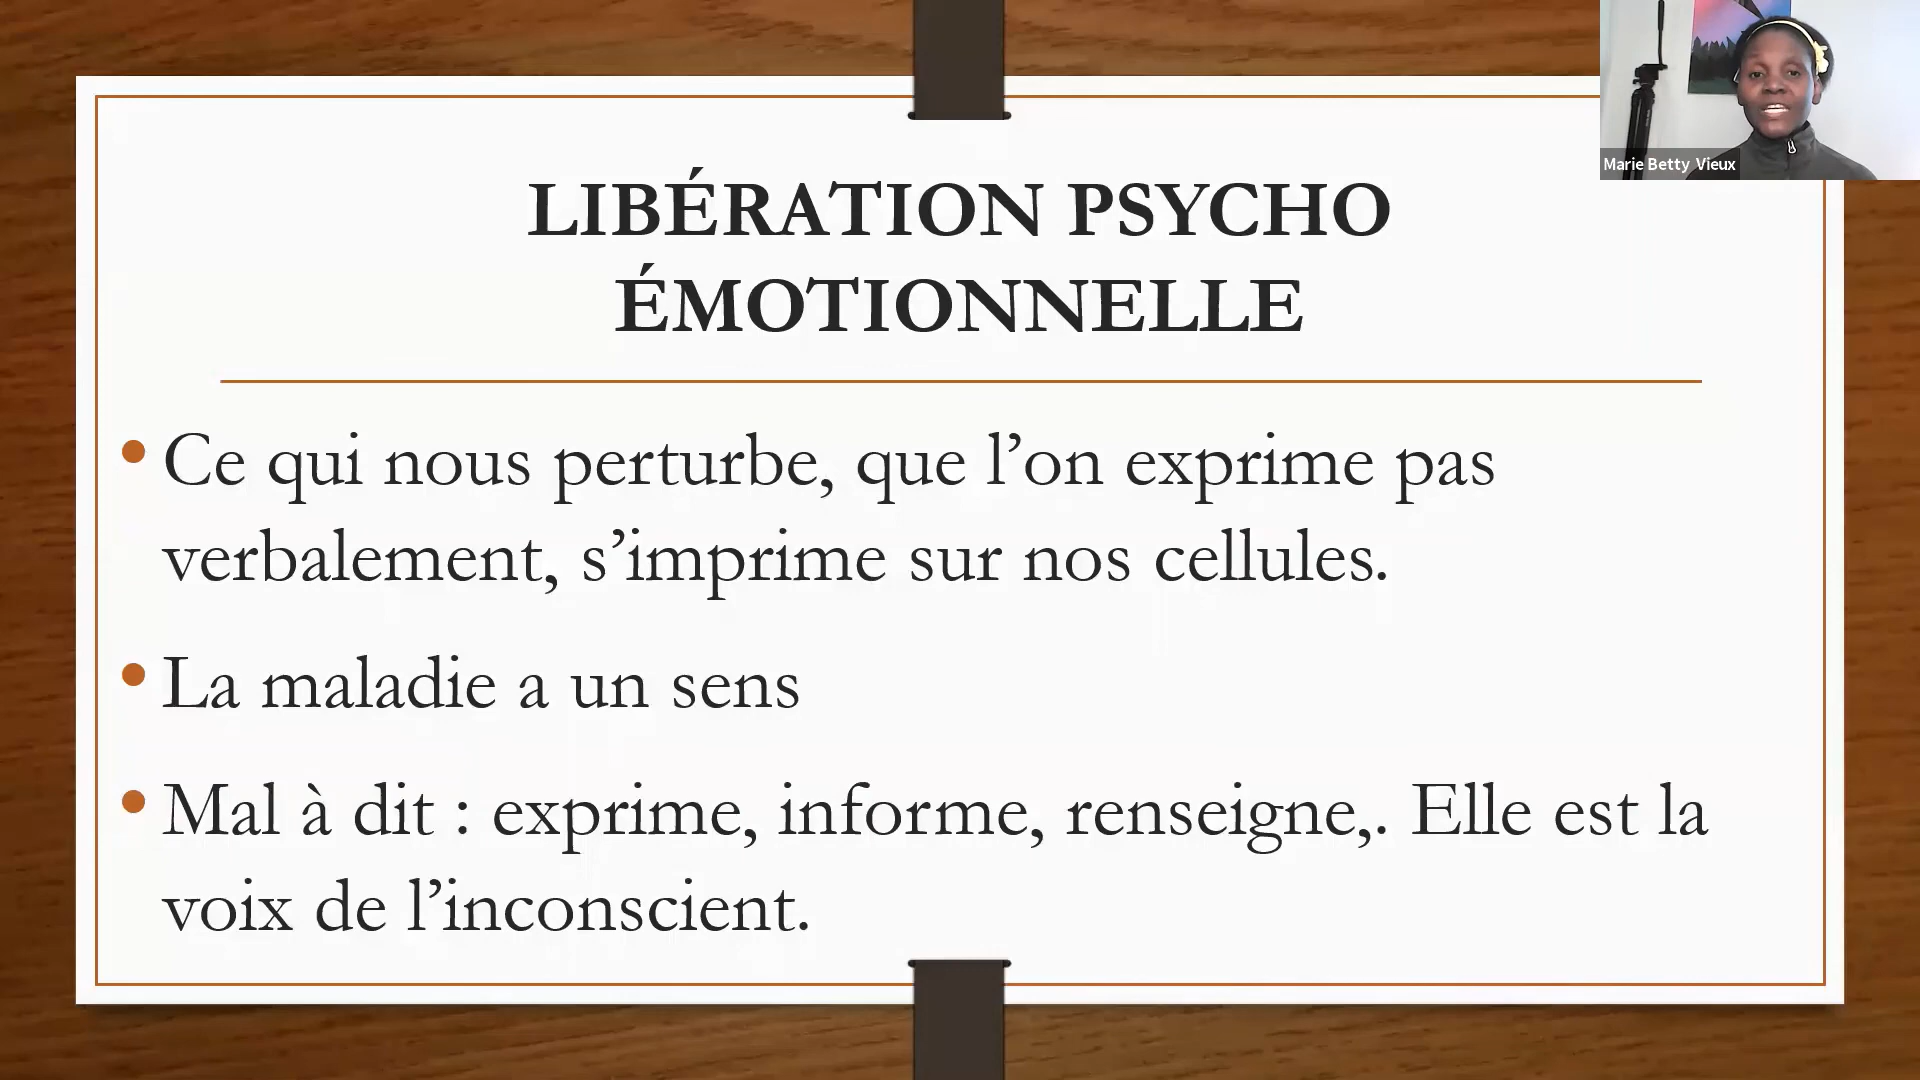 Marie Betty Vieux
LIBÉRATION PSYCHO
ÉMOTIONNELLE
• Ce qui nous perturbe, que l’on exprime pas
verbalement, s’imprime sur nos cellules.
• La maladie a un sens
• Mal à dit : exprime, informe, renseigne,. Elle est la
voix de l’inconscient.